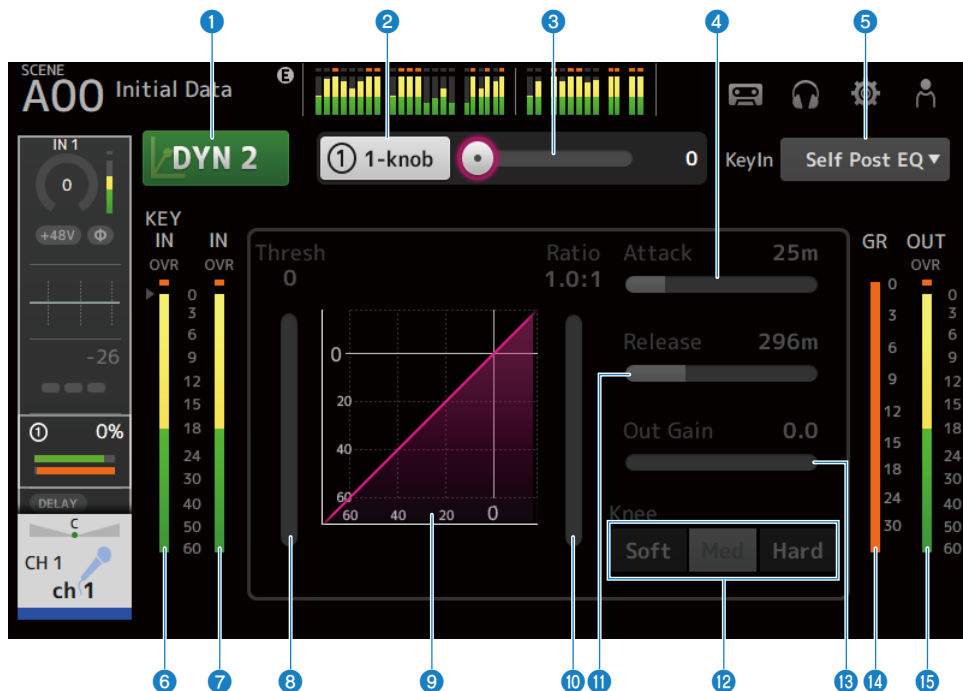 1 2 3 4 5
SCENE
A00 Initial Data E
IN 1
0
+48V Φ
-26
① 0%
DELAY
C
CH 1
ch 1
DYN 2
① 1-knob 0
KeyIn Self Post EQ ▼
KEY
IN IN
OVR OVR
0
3
6
9
12
15
18
24
30
40
50
60
Thresh
0
Ratio
1.0:1
0
20
40
60
60 40 20 0
Attack 25m
Release 296m
Out Gain 0.0
Knee
Soft Med Hard
GR OUT
OVR
0
3
6
9
12
15
18
24
30
0
3
6
9
12
15
18
24
30
40
50
60
6 7 8 9 10 11 12 13 14 15